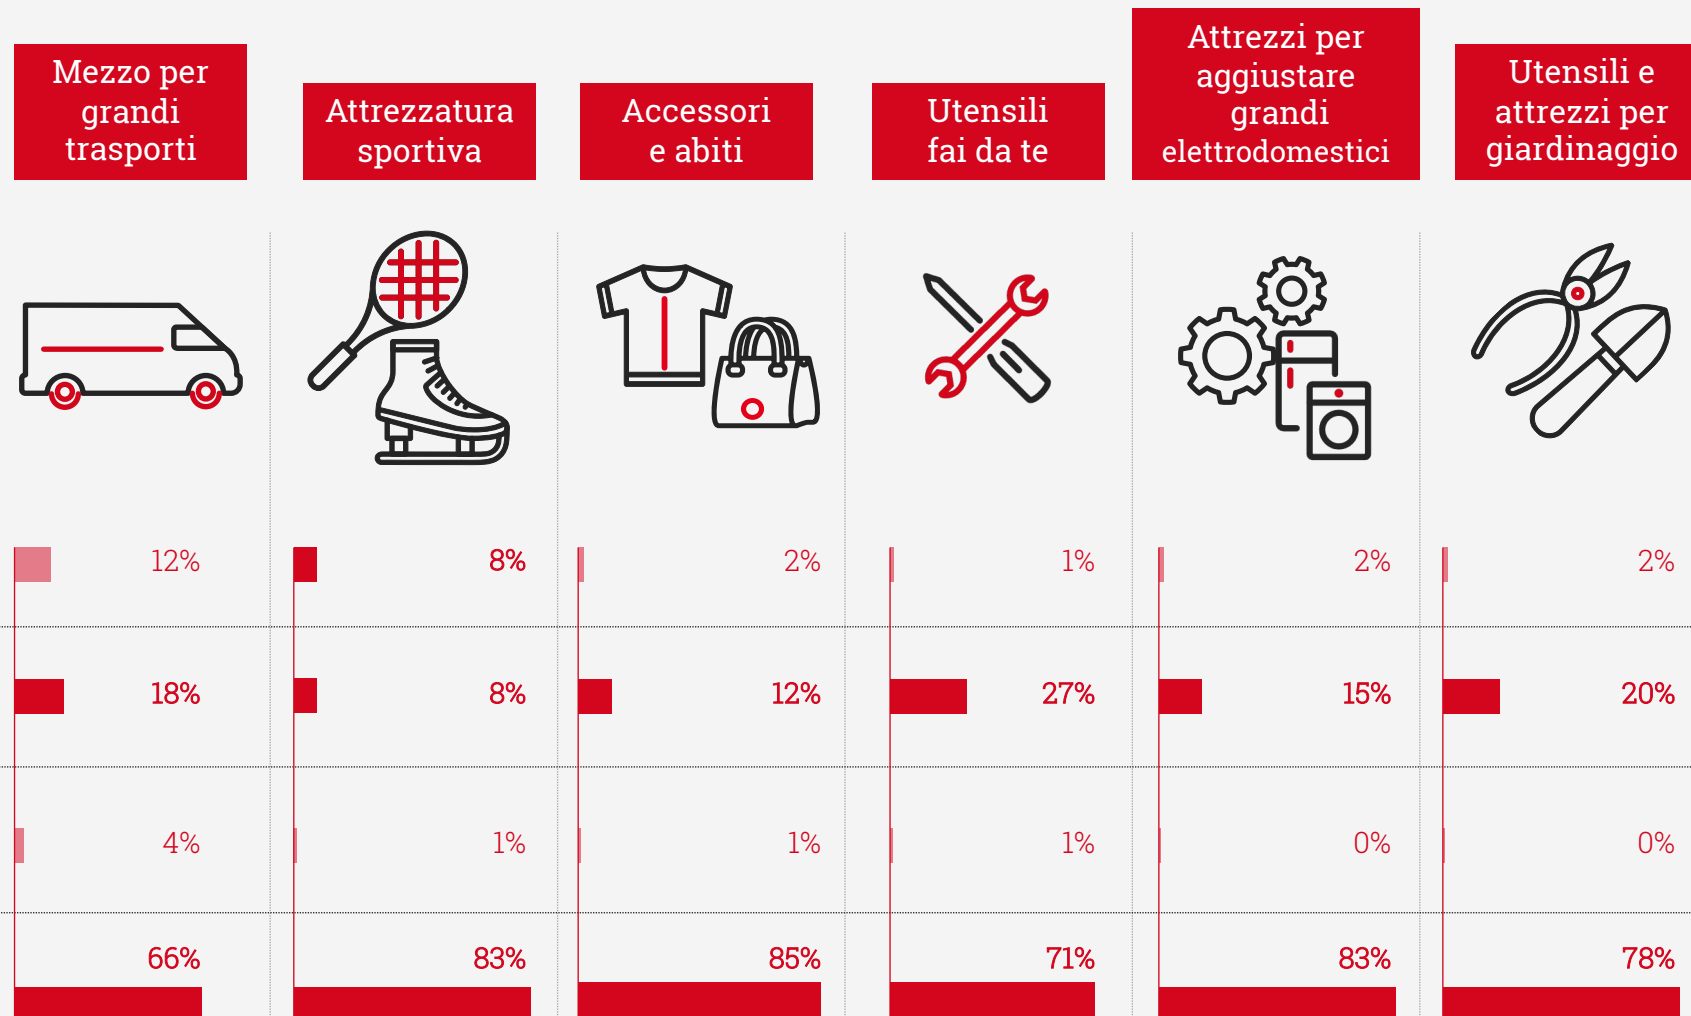 Mezzo per
grandi
trasporti
Attrezzatura
sportiva
Accessori
e abiti
Utensili
fai da te
Attrezzi per
aggiustare
grandi
elettrodomestici
Utensili e
attrezzi per
giardinaggio
12% 8% 2% 1% 2% 2%
18% 8% 12% 27% 15% 20%
4% 1% 1% 1% 0% 0%
66% 83% 85% 71% 83% 78%